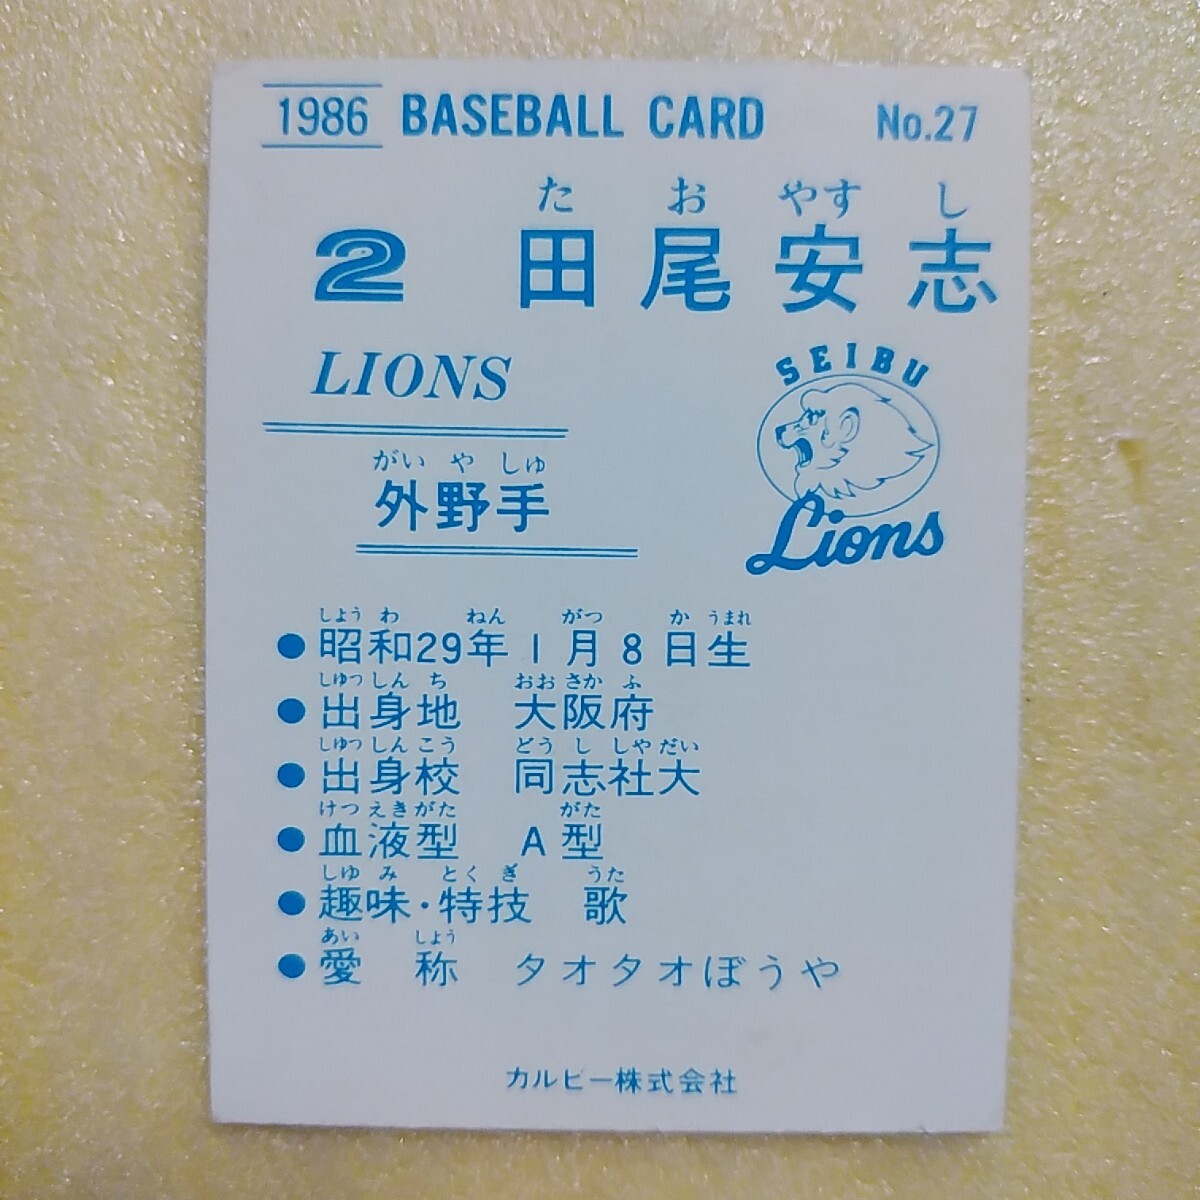 1986 BASEBALL CARD No.27
た お やす し
2 田尾安志
LIONS
SEIBU
Lions
がい や しゅ
外野手
しょう わ ねん がつ か うまれ
●昭和29年1月8日生
しゅつ しん ち おお さか ふ
●出身地 大阪府
しゅつ しん こう どう し しゃ だい
●出身校 同志社大
けつ えき がた がた
●血液型 A型
しゅ み とく ぎ うた
●趣味・特技 歌
あい しょう
●愛称 タオタオぼうや
カルビー株式会社